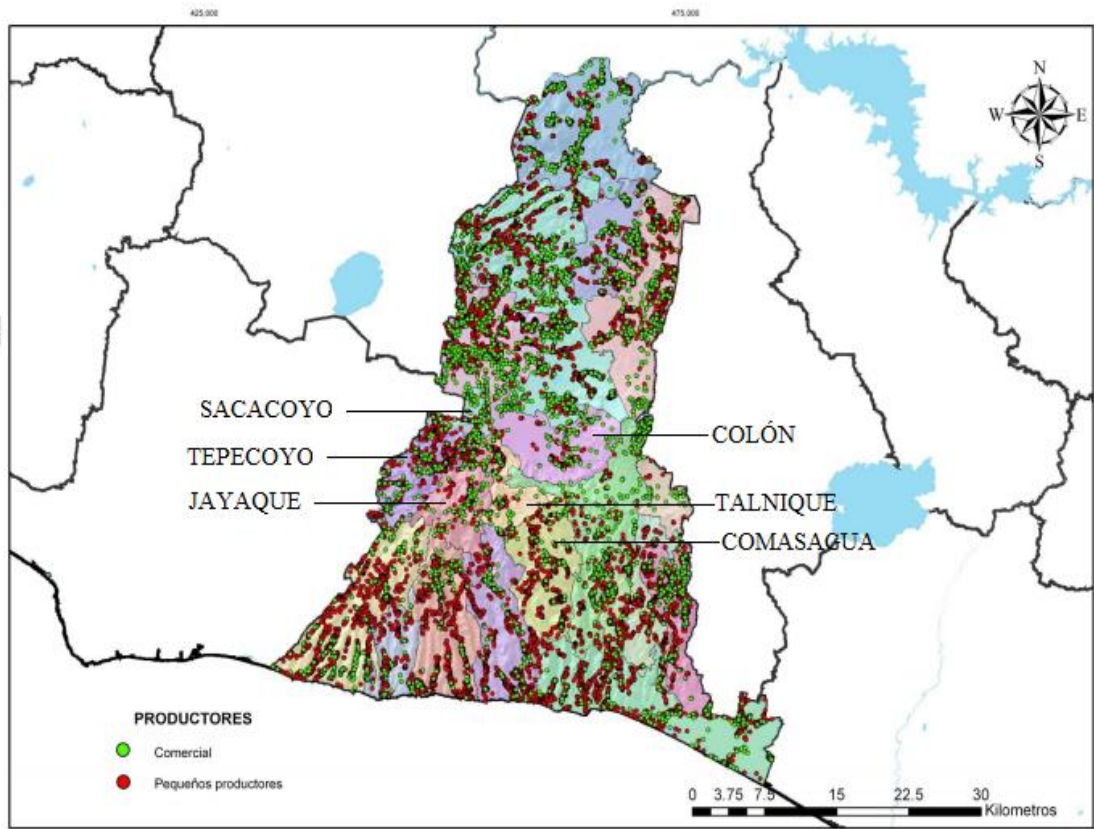 425,000
475,000
N
W E
S
SACACOYO
COLÓN
TEPECOYO
JAYAQUE
TALNIQUE
COMASAGUA
PRODUCTORES
Comercial
Pequeños productores
0 3.75 7.5 15 22.5 30
Kilometros